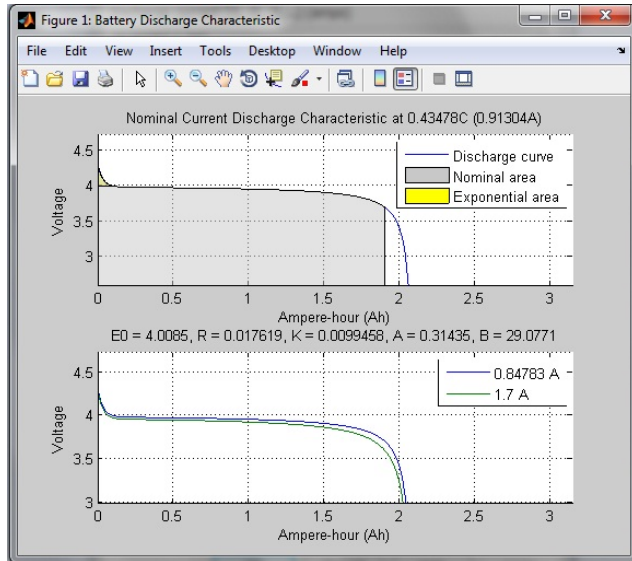 Figure 1: Battery Discharge Characteristic
File Edit View Insert Tools Desktop Window Help
Nominal Current Discharge Characteristic at 0.43478C (0.91304A)
4.5
4
3.5
3
Voltage
Discharge curve
Nominal area
Exponential area
0 0.5 1 1.5 2 2.5 3
Ampere-hour (Ah)
E0 = 4.0085, R = 0.017619, K = 0.0099458, A = 0.31435, B = 29.0771
4.5
4
3.5
3
Voltage
0.84783 A
1.7 A
0 0.5 1 1.5 2 2.5 3
Ampere-hour (Ah)